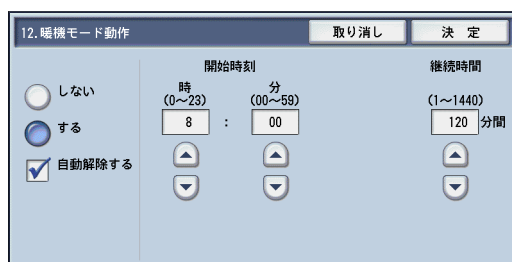 12.暖機モード動作
取り消し
決 定
しない
する
自動解除する
開始時刻
時
(0～23)
8
:
分
(00～59)
00
継続時間
(1～1440)
120 分間